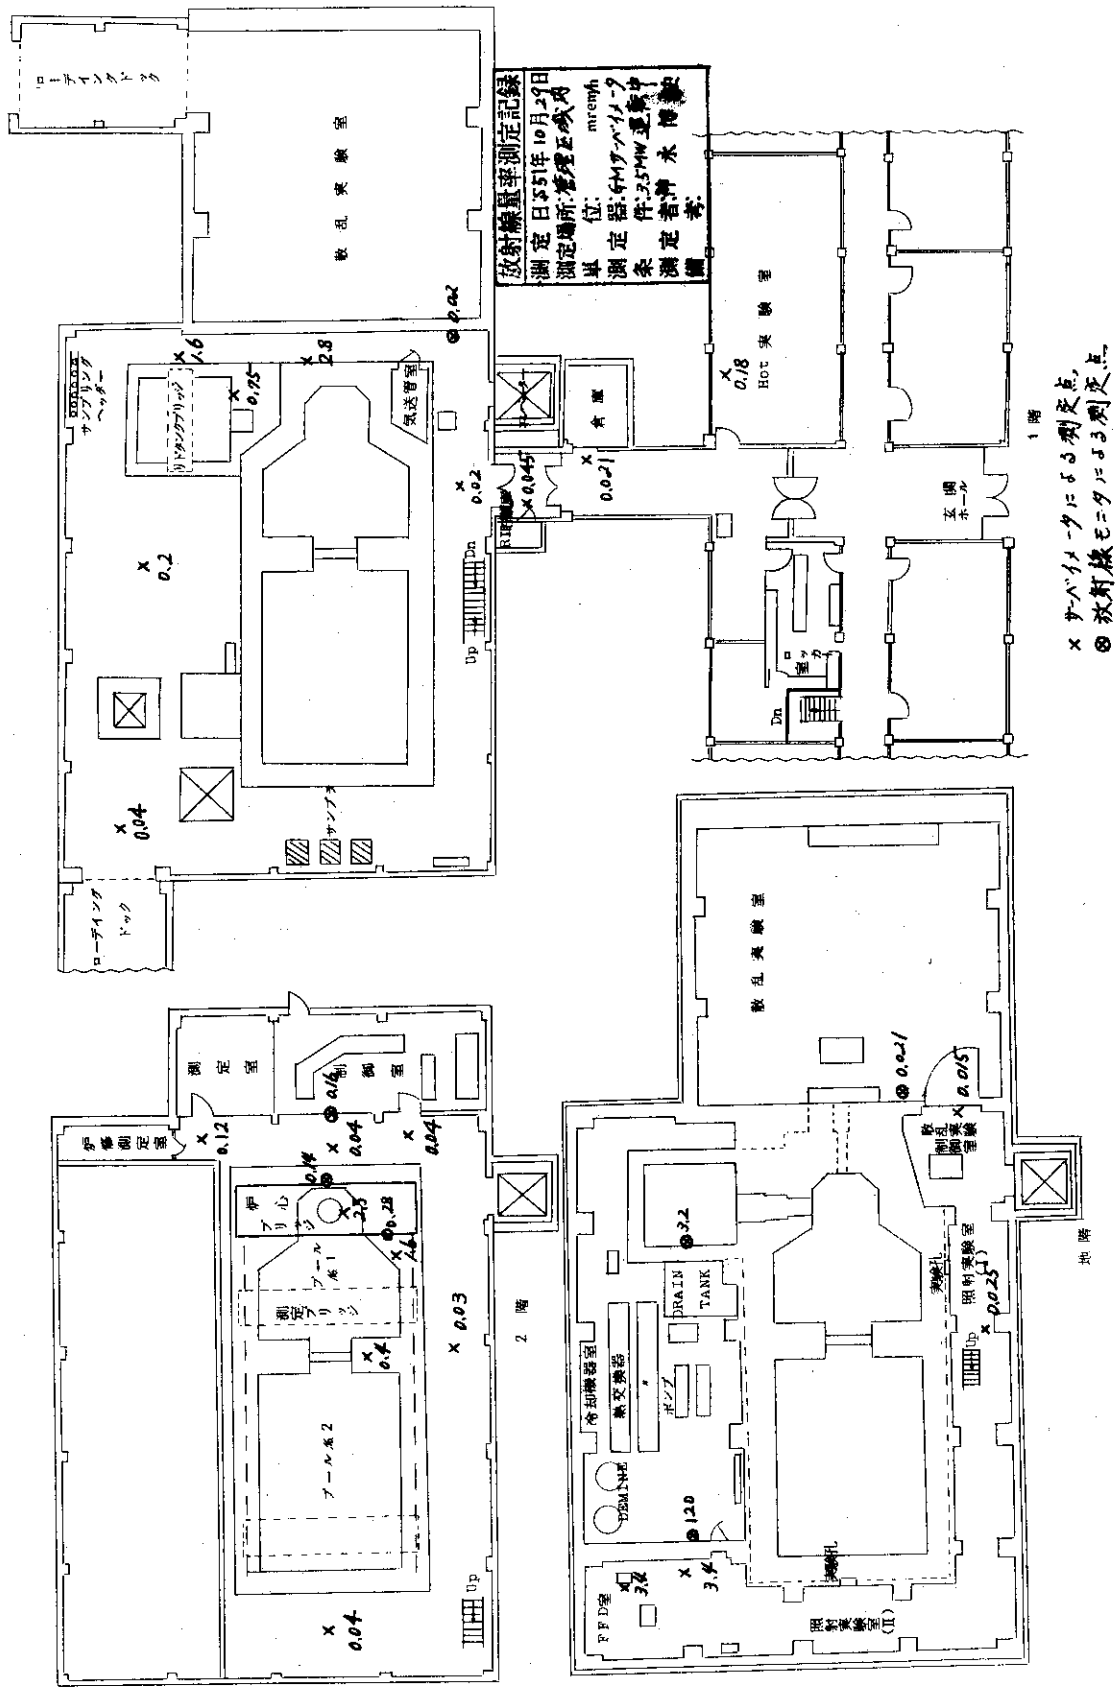 放射線量率測定記録
測定日 S51年10月29日
測定場所: 管理区域内
単位: mrem/h
測定器: GMサーベイメータ
条件: 3.5MW運転中
測定者: 神永博
備考:
ローディングドック
散乱実験室
サンプリングヘッダー
リドタンクブリッジ
× 1.6
× 0.75
× 2.8
⊗ 0.02
気送管室
× 0.2
× 0.04
サンプラ
ローディングドック
Up
Dn
× 0.02
× 0.045
エレベーター
倉庫
× 0.021
× 0.18
Hot実験室
ロッカー室
Dn
玄関ホール
1階
× サーベイメータによる測定点
⊗ 放射線モニタによる測定点
測定室
制御室
炉修測定室
× 0.12
⊗ 0.16
× 0.04
× 0.04
⊗ 0.14
炉心ブリッジ
× 2.5
⊗ 0.28
× 1.6
プール№1
測定ブリッジ
× 0.4
プール№2
× 0.03
× 0.04
Up
2階
散乱実験室
⊗ 0.021
× 0.015
散乱実験制御室
⊗ 3.2
DRAIN TANK
冷却機器室
熱交換器
〃
ポンプ
DEMINE
⊗ 120
FFD室
× 3.4
実験孔
照射実験室(Ⅱ)
実験孔
照射実験室(Ⅰ)
× 0.025
Up
地階